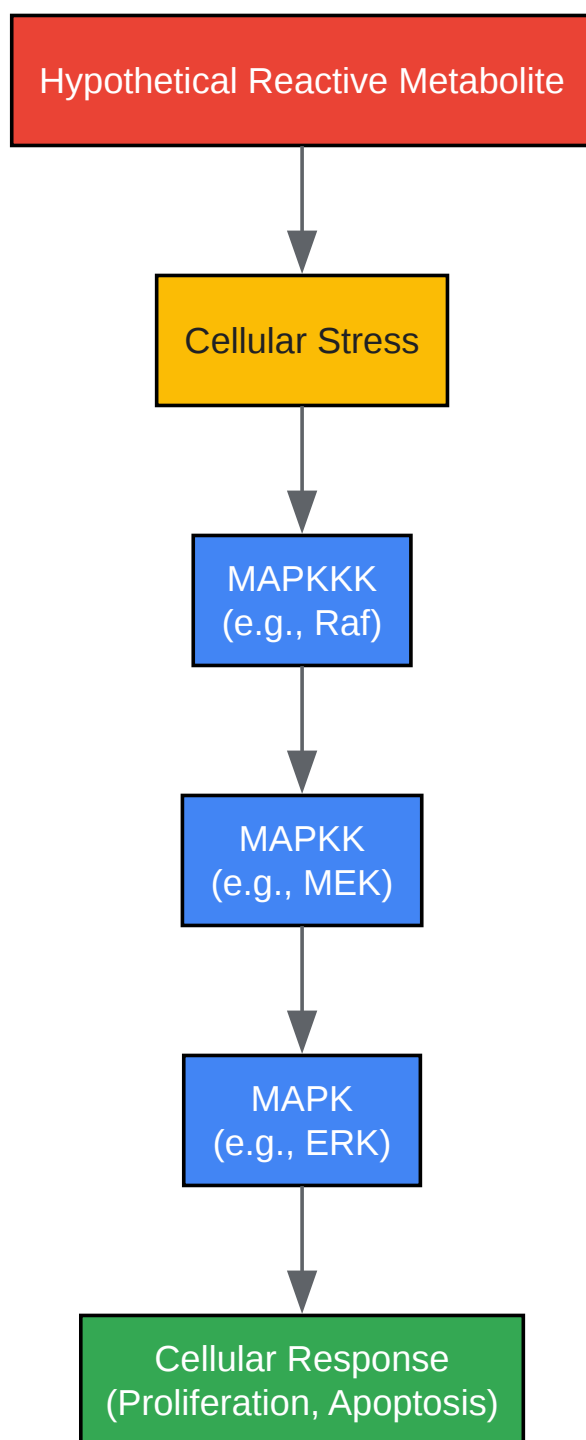 Hypothetical Reactive Metabolite
Cellular Stress
MAPKKK
(e.g., Raf)
MAPKK
(e.g., MEK)
MAPK
(e.g., ERK)
Cellular Response
(Proliferation, Apoptosis)